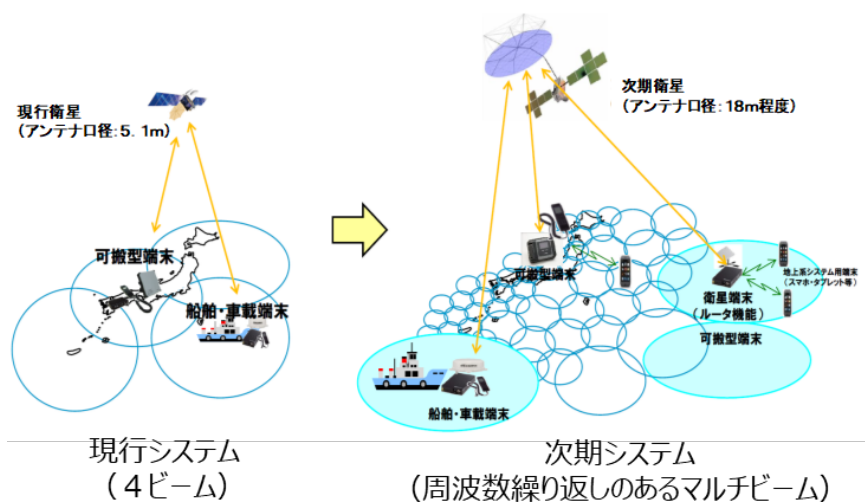 現行衛星
(アンテナ口径:5.1m)
可搬型端末
船舶・車載端末
現行システム
(4ビーム)
次期衛星
(アンテナ口径:18m程度)
可搬型端末
地上系システム用端末
(スマホ・タブレット等)
衛星端末
(ルータ機能)
可搬型端末
船舶・車載端末
次期システム
(周波数繰り返しのあるマルチビーム)